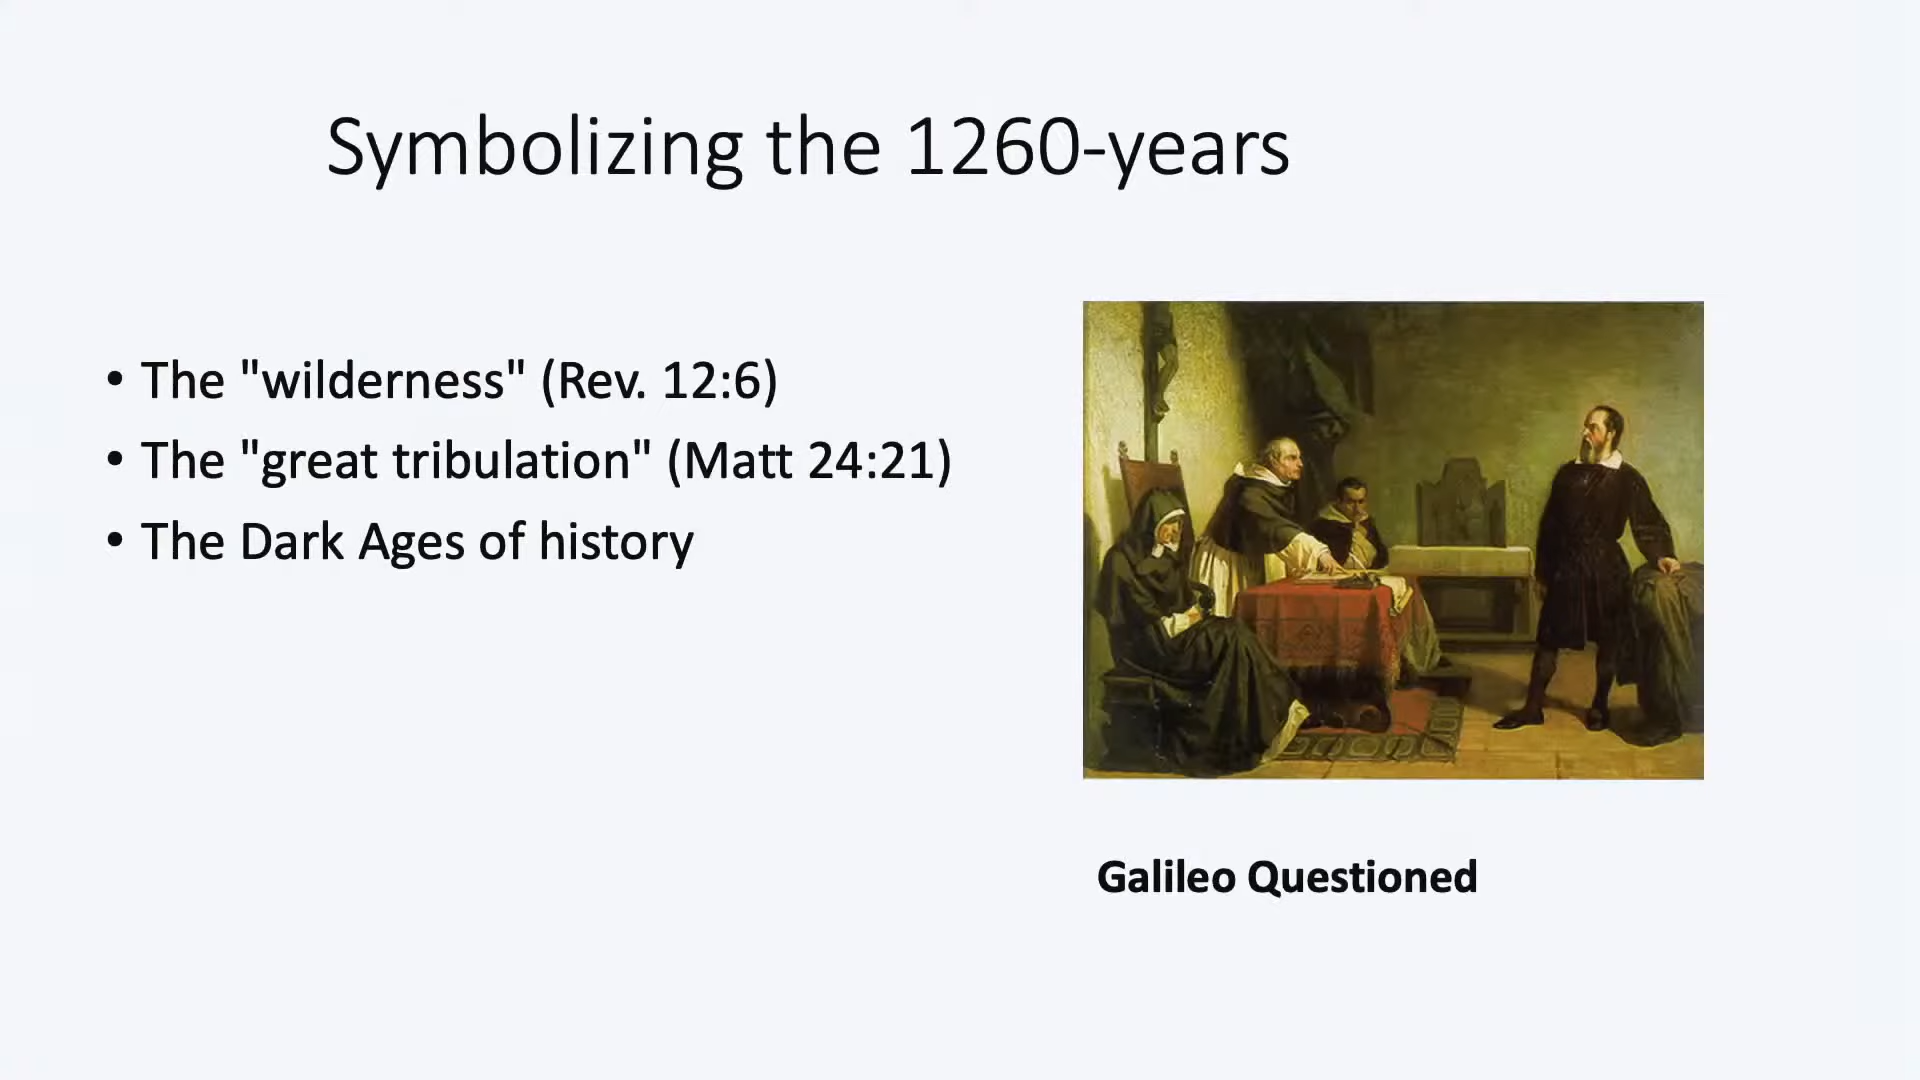 Symbolizing the 1260-years
• The "wilderness" (Rev. 12:6)
• The "great tribulation" (Matt 24:21)
• The Dark Ages of history
Galileo Questioned